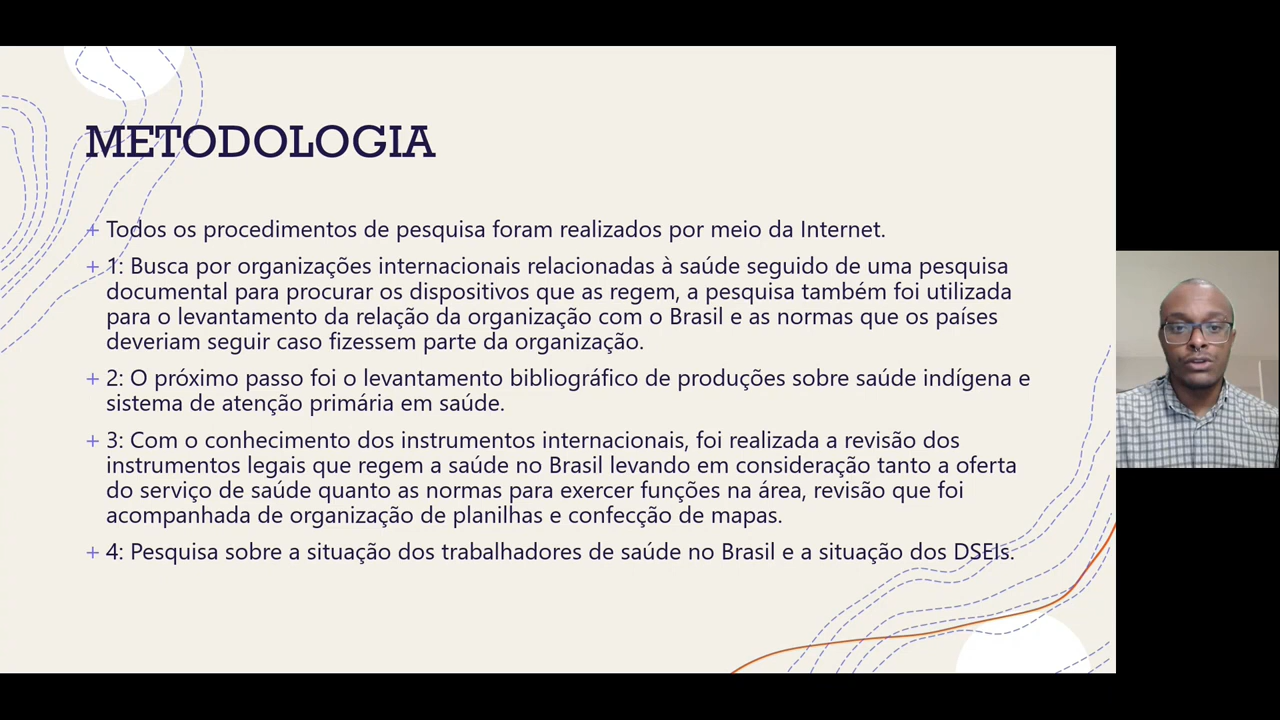 METODOLOGIA
+ Todos os procedimentos de pesquisa foram realizados por meio da Internet.
+ 1: Busca por organizações internacionais relacionadas à saúde seguido de uma pesquisa
documental para procurar os dispositivos que as regem, a pesquisa também foi utilizada
para o levantamento da relação da organização com o Brasil e as normas que os países
deveriam seguir caso fizessem parte da organização.
+ 2: O próximo passo foi o levantamento bibliográfico de produções sobre saúde indígena e
sistema de atenção primária em saúde.
+ 3: Com o conhecimento dos instrumentos internacionais, foi realizada a revisão dos
instrumentos legais que regem a saúde no Brasil levando em consideração tanto a oferta
do serviço de saúde quanto as normas para exercer funções na área, revisão que foi
acompanhada de organização de planilhas e confecção de mapas.
+ 4: Pesquisa sobre a situação dos trabalhadores de saúde no Brasil e a situação dos DSEIs.